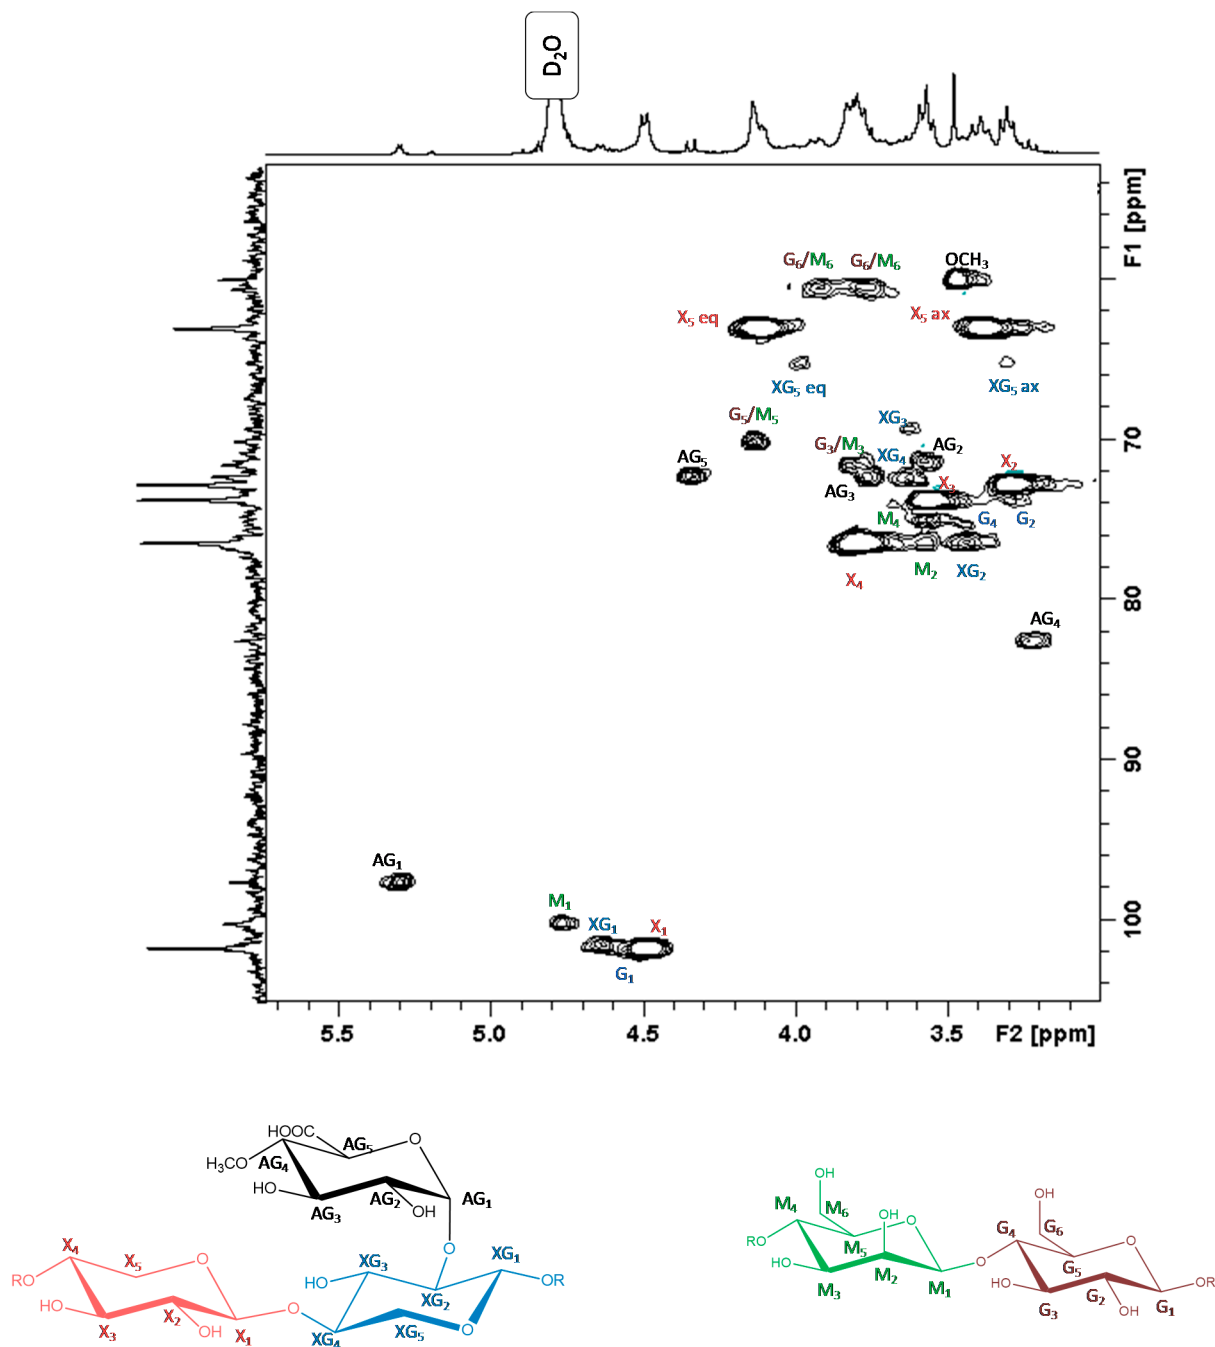 D₂O
F1 [ppm]
G₆/M₆ G₆/M₆ OCH₃
X₅ eq X₅ ax
XG₅ eq XG₅ ax
G₅/M₅ XG₃ 70
G₃/M₃ XG₄ AG₂
AG₅ X₂
AG₃ X₃
M₄ G₄ G₂
X₄ M₂ XG₂
80
AG₄
90
AG₁
M₁
XG₁ X₁ 100
G₁
5.5 5.0 4.5 4.0 3.5 F2 [ppm]
HOOC AG₅ O
H₃CO AG₄
HO AG₂ AG₁
AG₃ OH
O
X₄ X₅ O XG₃ XG₁
RO HO OR
HO X₂ O XG₂
X₃ OH X₁ XG₄ XG₅ O
OH
M₄ M₆ OH OH
O G₄ G₆
RO M₅ O O
HO M₂ HO G₅ OR
M₃ M₁ G₃ G₂ OH G₁